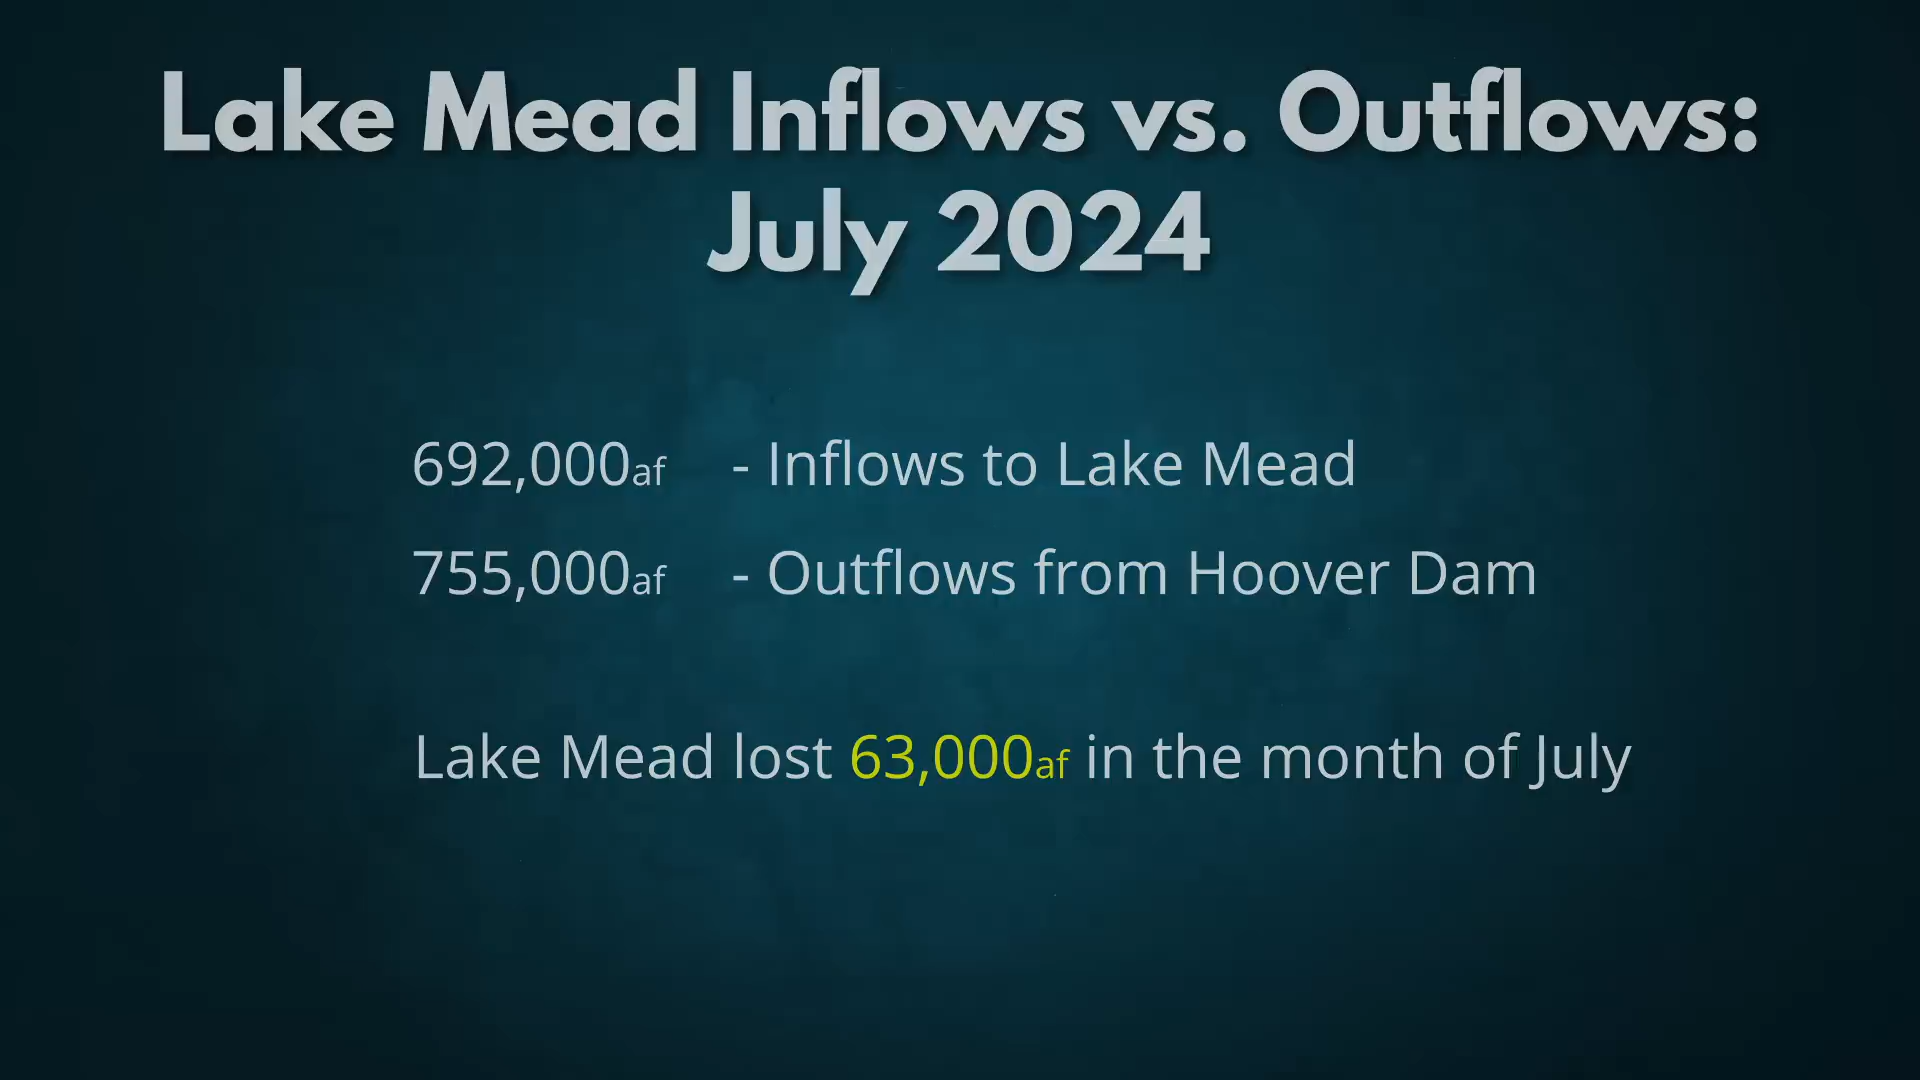 Lake Mead Inflows vs. Outflows:
July 2024
692,000af - Inflows to Lake Mead
755,000af - Outflows from Hoover Dam
Lake Mead lost 63,000af in the month of July